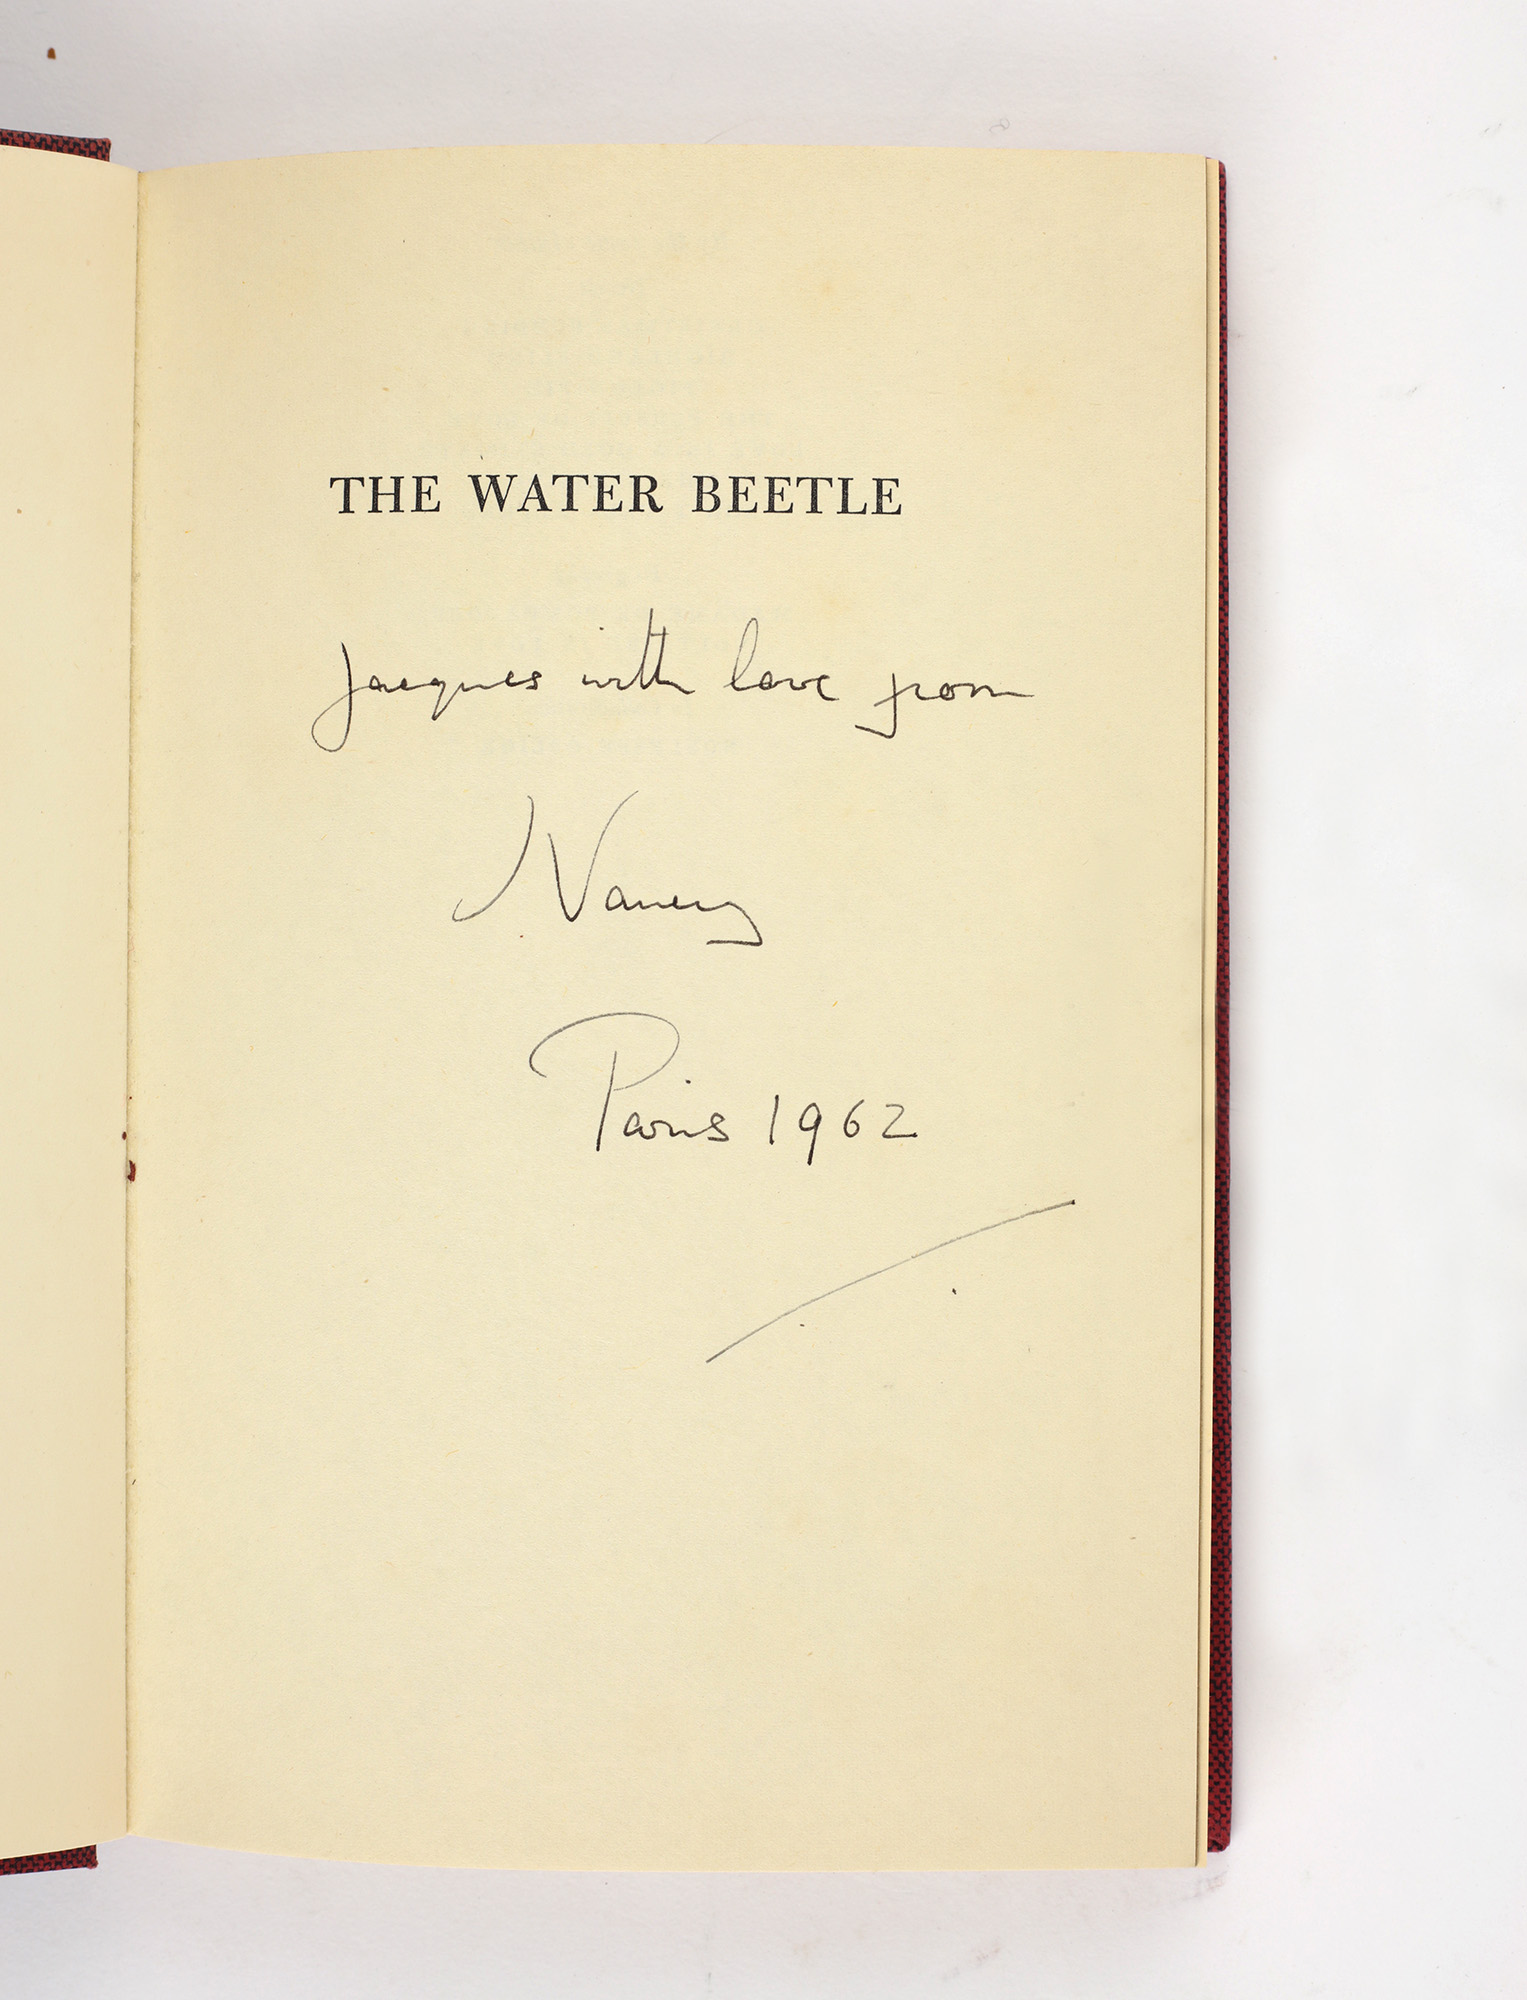 THE WATER BEETLE
Jacques with love from
Nancy
Paris 1962